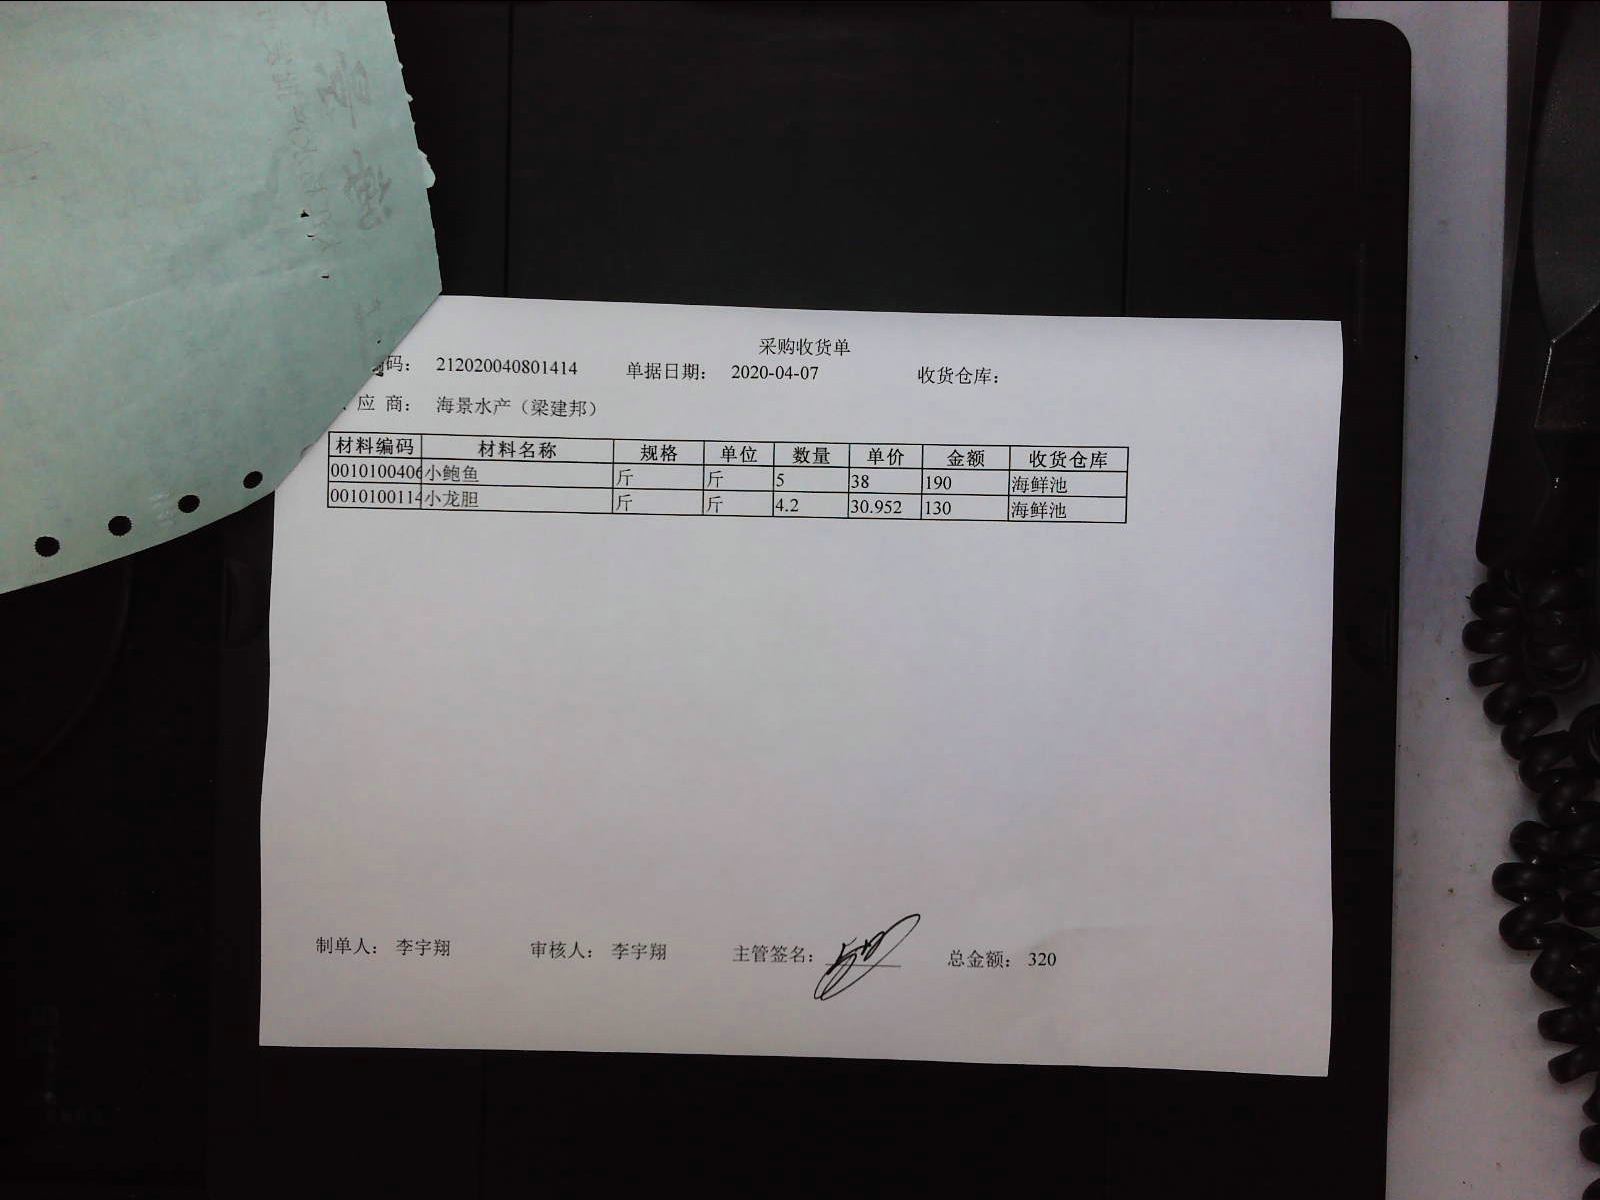 采购收货单
码： 212020040801414 单据日期： 2020-04-07 收货仓库：
应 商： 海景水产（梁建邦）
材料编码 材料名称 规格 单位 数量 单价 金额 收货仓库
0010100406 小鲍鱼 斤 斤 5 38 190 海鲜池
0010100114 小龙胆 斤 斤 4.2 30.952 130 海鲜池
制单人： 李宇翔 审核人： 李宇翔 主管签名： 总金额： 320